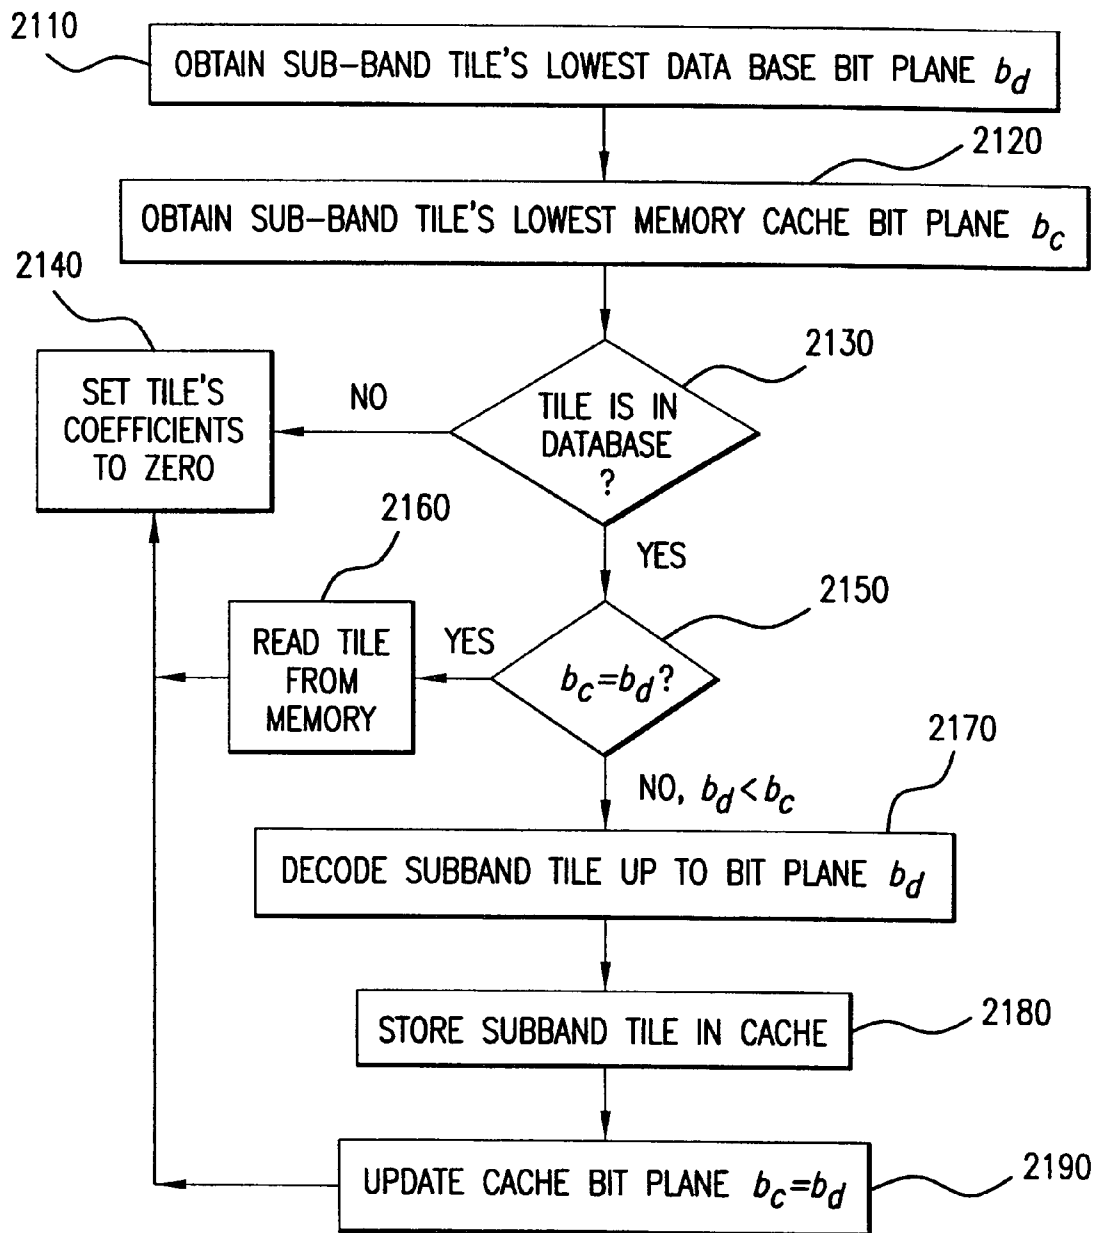 2110
OBTAIN SUB-BAND TILE'S LOWEST DATA BASE BIT PLANE b_d
2120
OBTAIN SUB-BAND TILE'S LOWEST MEMORY CACHE BIT PLANE b_c
2140
SET TILE'S
COEFFICIENTS
TO ZERO
NO
2130
TILE IS IN
DATABASE
?
YES
2160
READ TILE
FROM
MEMORY
YES
2150
b_c=b_d?
NO, b_d<b_c
2170
DECODE SUBBAND TILE UP TO BIT PLANE b_d
STORE SUBBAND TILE IN CACHE
2180
UPDATE CACHE BIT PLANE b_c=b_d
2190